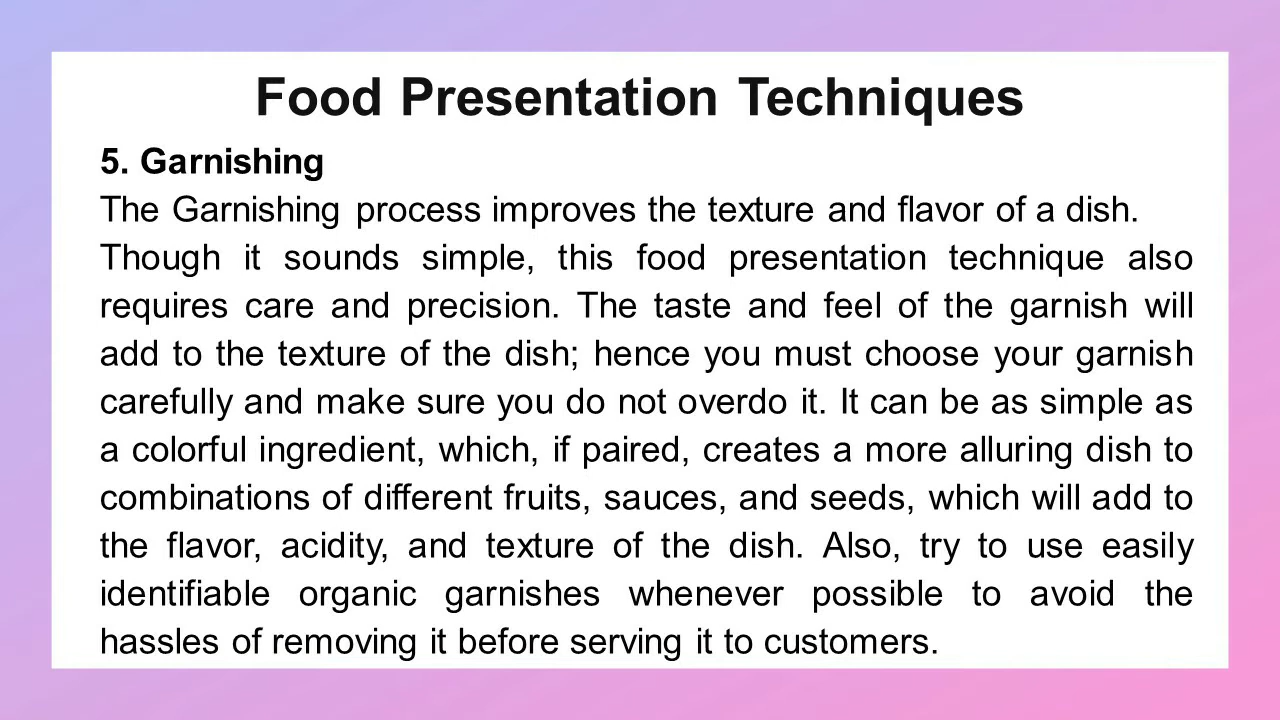 Food Presentation Techniques
5. Garnishing
The Garnishing process improves the texture and flavor of a dish.
Though it sounds simple, this food presentation technique also
requires care and precision. The taste and feel of the garnish will
add to the texture of the dish; hence you must choose your garnish
carefully and make sure you do not overdo it. It can be as simple as
a colorful ingredient, which, if paired, creates a more alluring dish to
combinations of different fruits, sauces, and seeds, which will add to
the flavor, acidity, and texture of the dish. Also, try to use easily
identifiable organic garnishes whenever possible to avoid the
hassles of removing it before serving it to customers.